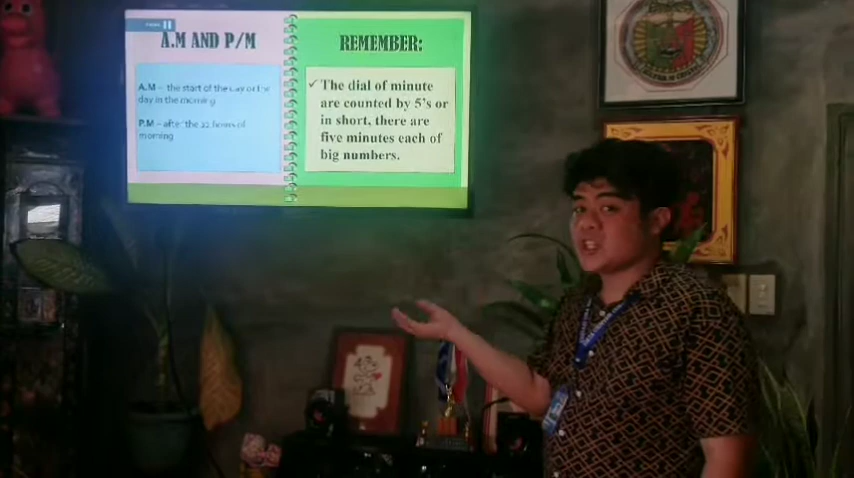 A.M AND P/M
A.M – the start of the day or the
day in the morning
P.M – after the 12 hours of
morning
REMEMBER:
✓ The dial of minute
are counted by 5's or
in short, there are
five minutes each of
big numbers.